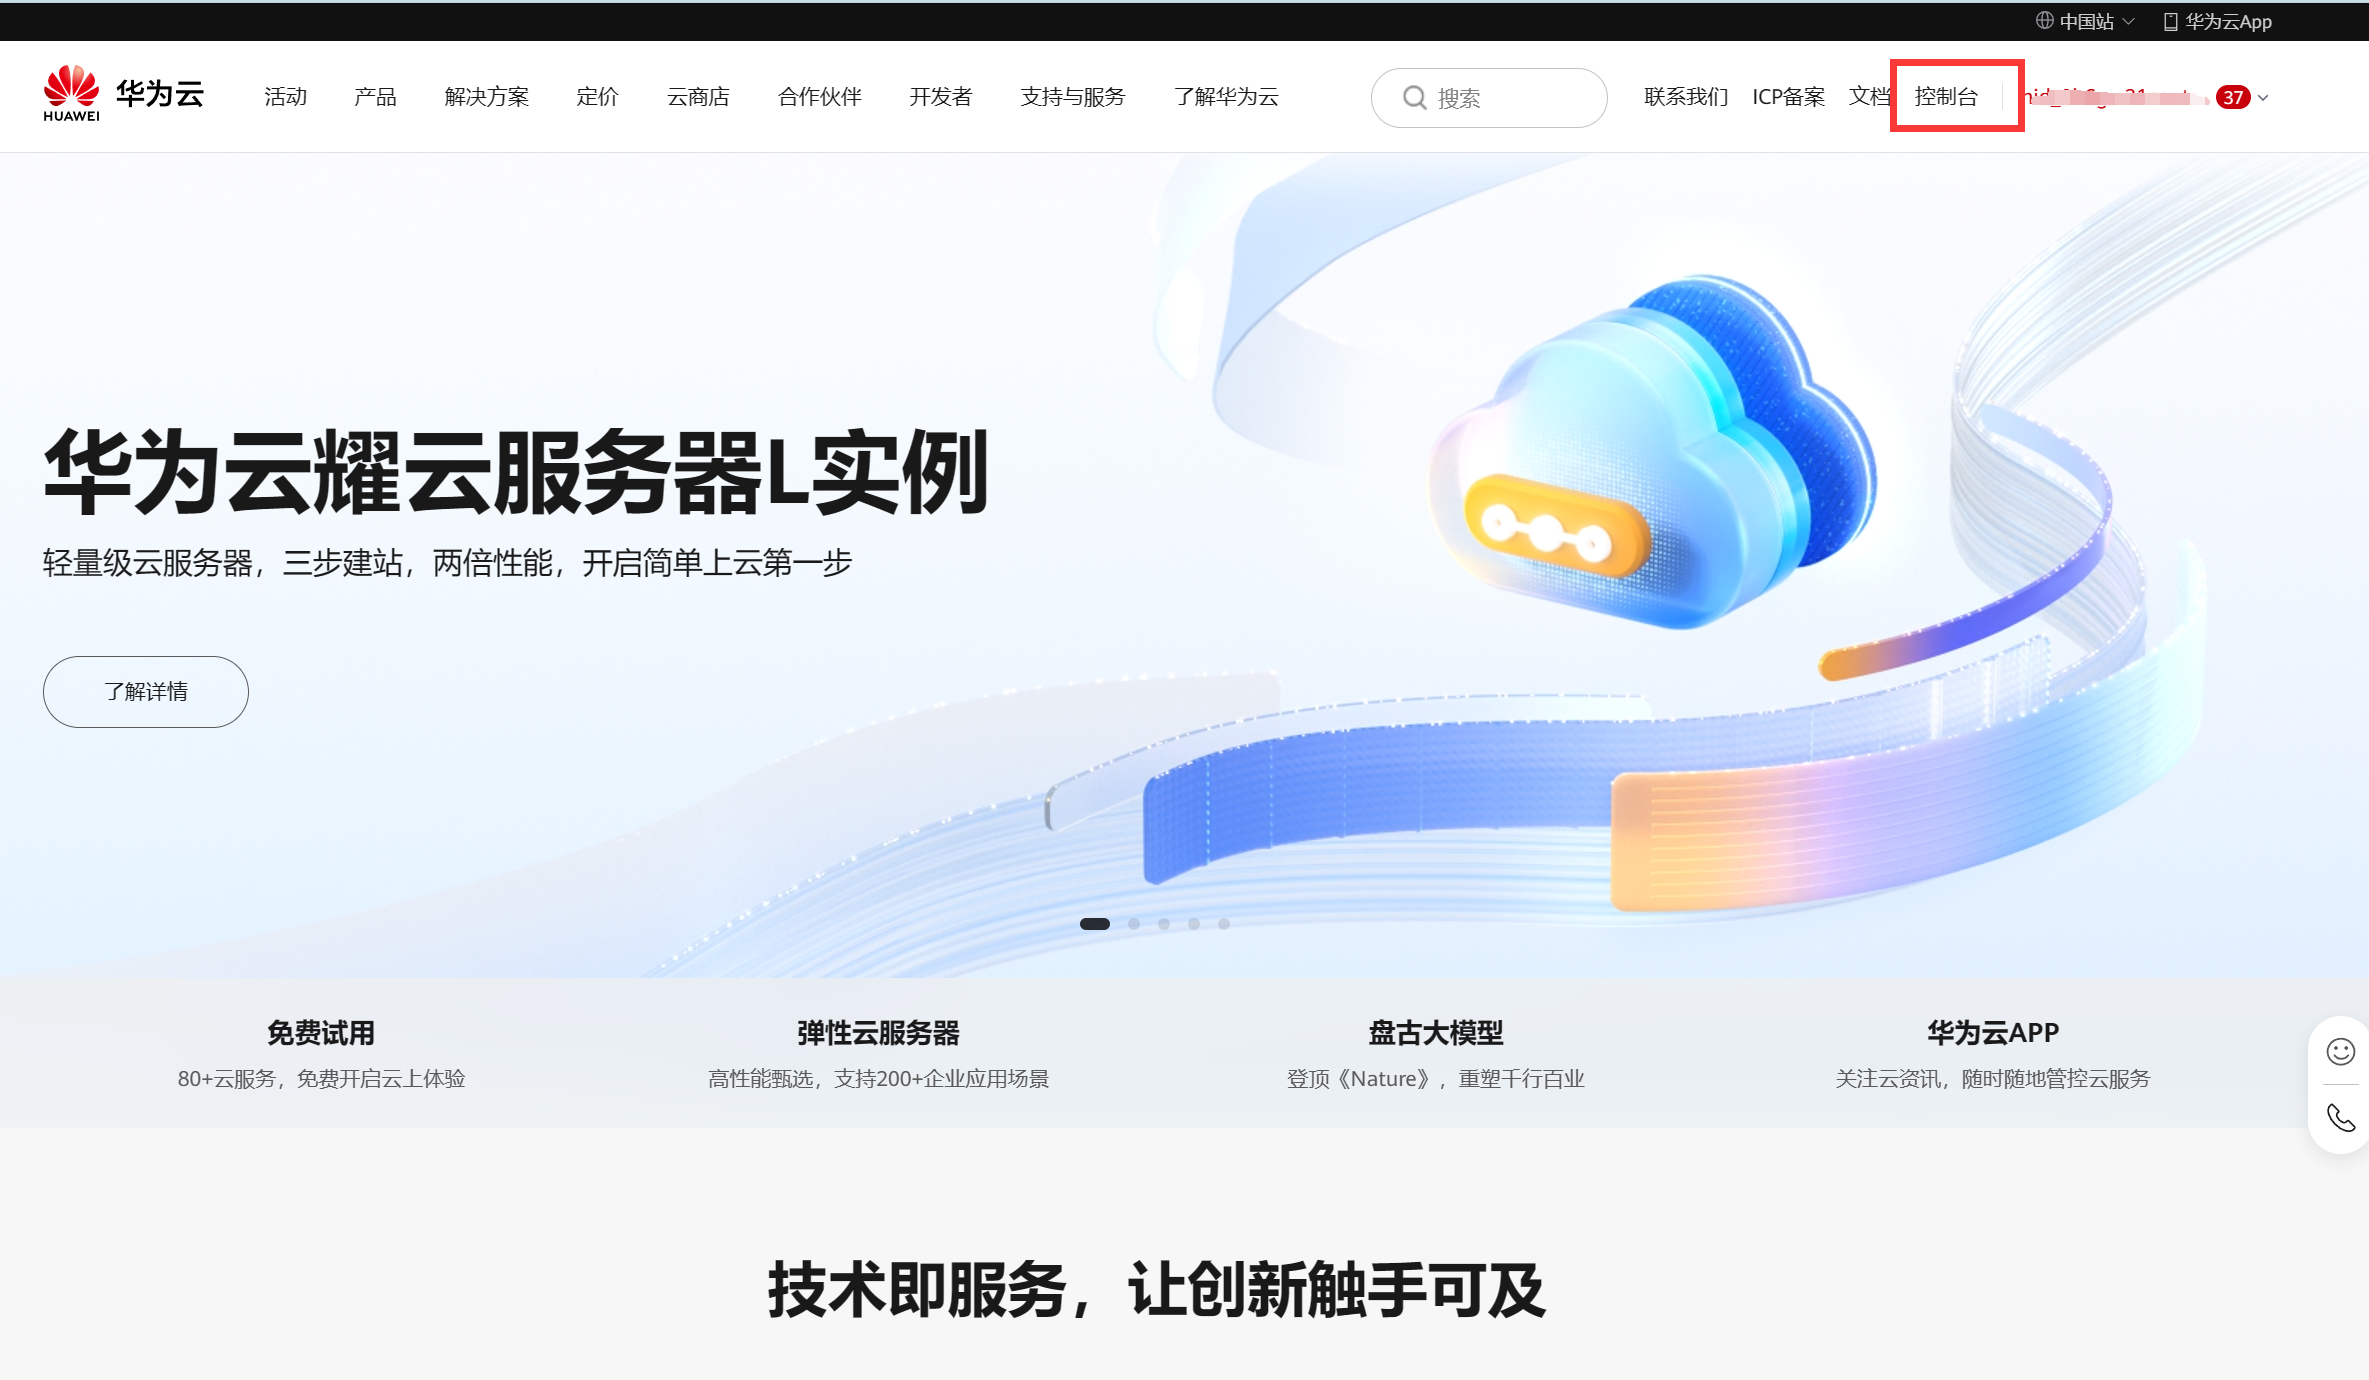 中国站 华为云App
HUAWEI 华为云 活动 产品 解决方案 定价 云商店 合作伙伴 开发者 支持与服务 了解华为云 搜索 联系我们 ICP备案 文档 控制台 37
华为云耀云服务器L实例
轻量级云服务器，三步建站，两倍性能，开启简单上云第一步
了解详情
免费试用 弹性云服务器 盘古大模型 华为云APP
80+云服务，免费开启云上体验 高性能甄选，支持200+企业应用场景 登顶《Nature》，重塑千行百业 关注云资讯，随时随地管控云服务
技术即服务，让创新触手可及